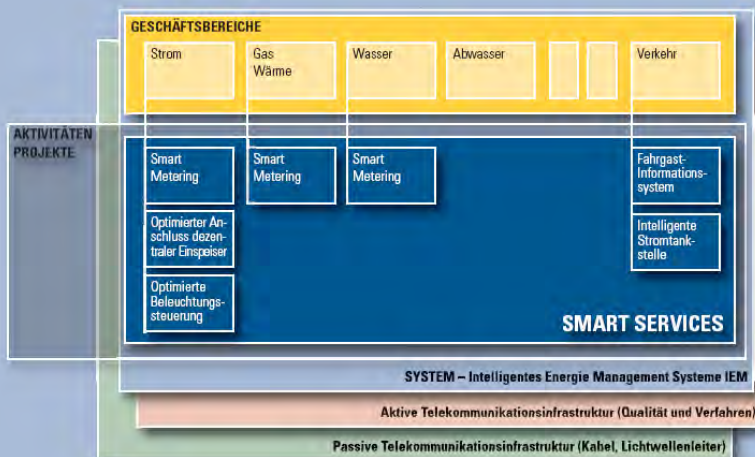 GESCHÄFTSBEREICHE
Strom
Gas
Wärme
Wasser
Abwasser
Verkehr
AKTIVITÄTEN
PROJEKTE
Smart
Metering
Smart
Metering
Smart
Metering
Fahrgast-
Informations-
system
Optimierter An-
schluss dezen-
traler Einspeiser
Intelligente
Stromtank-
stelle
Optimierte
Beleuchtungs-
steuerung
SMART SERVICES
SYSTEM – Intelligentes Energie Management Systeme IEM
Aktive Telekommunikationsinfrastruktur (Qualität und Verfahren)
Passive Telekommunikationsinfrastruktur (Kabel, Lichtwellenleiter)